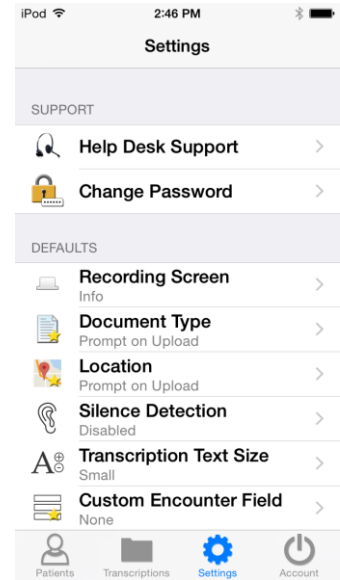 iPod 2:46 PM
Settings
SUPPORT
Help Desk Support
Change Password
DEFAULTS
Recording Screen
Info
Document Type
Prompt on Upload
Location
Prompt on Upload
Silence Detection
Disabled
Transcription Text Size
Small
Custom Encounter Field
None
Patients Transcriptions Settings Account